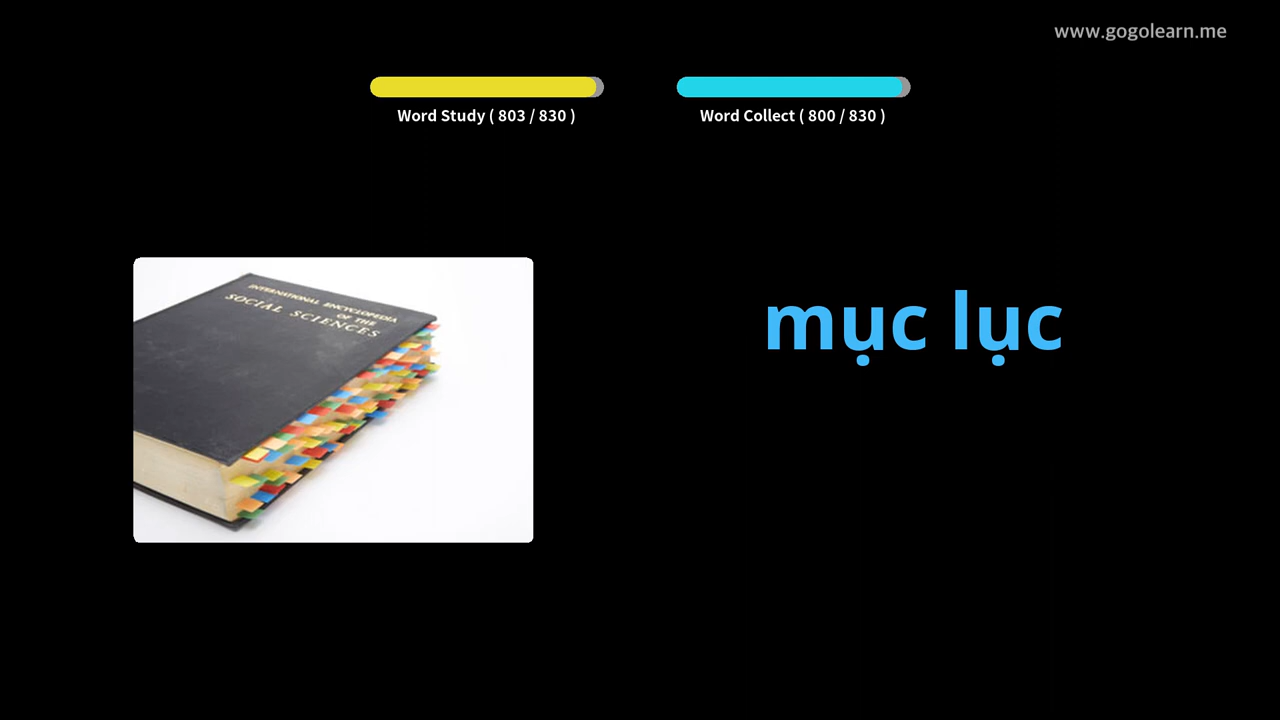 www.gogolearn.me
Word Study ( 803 / 830 )
Word Collect ( 800 / 830 )
INTERNATIONAL ENCYCLOPEDIA
OF THE
SOCIAL SCIENCES
mục lục